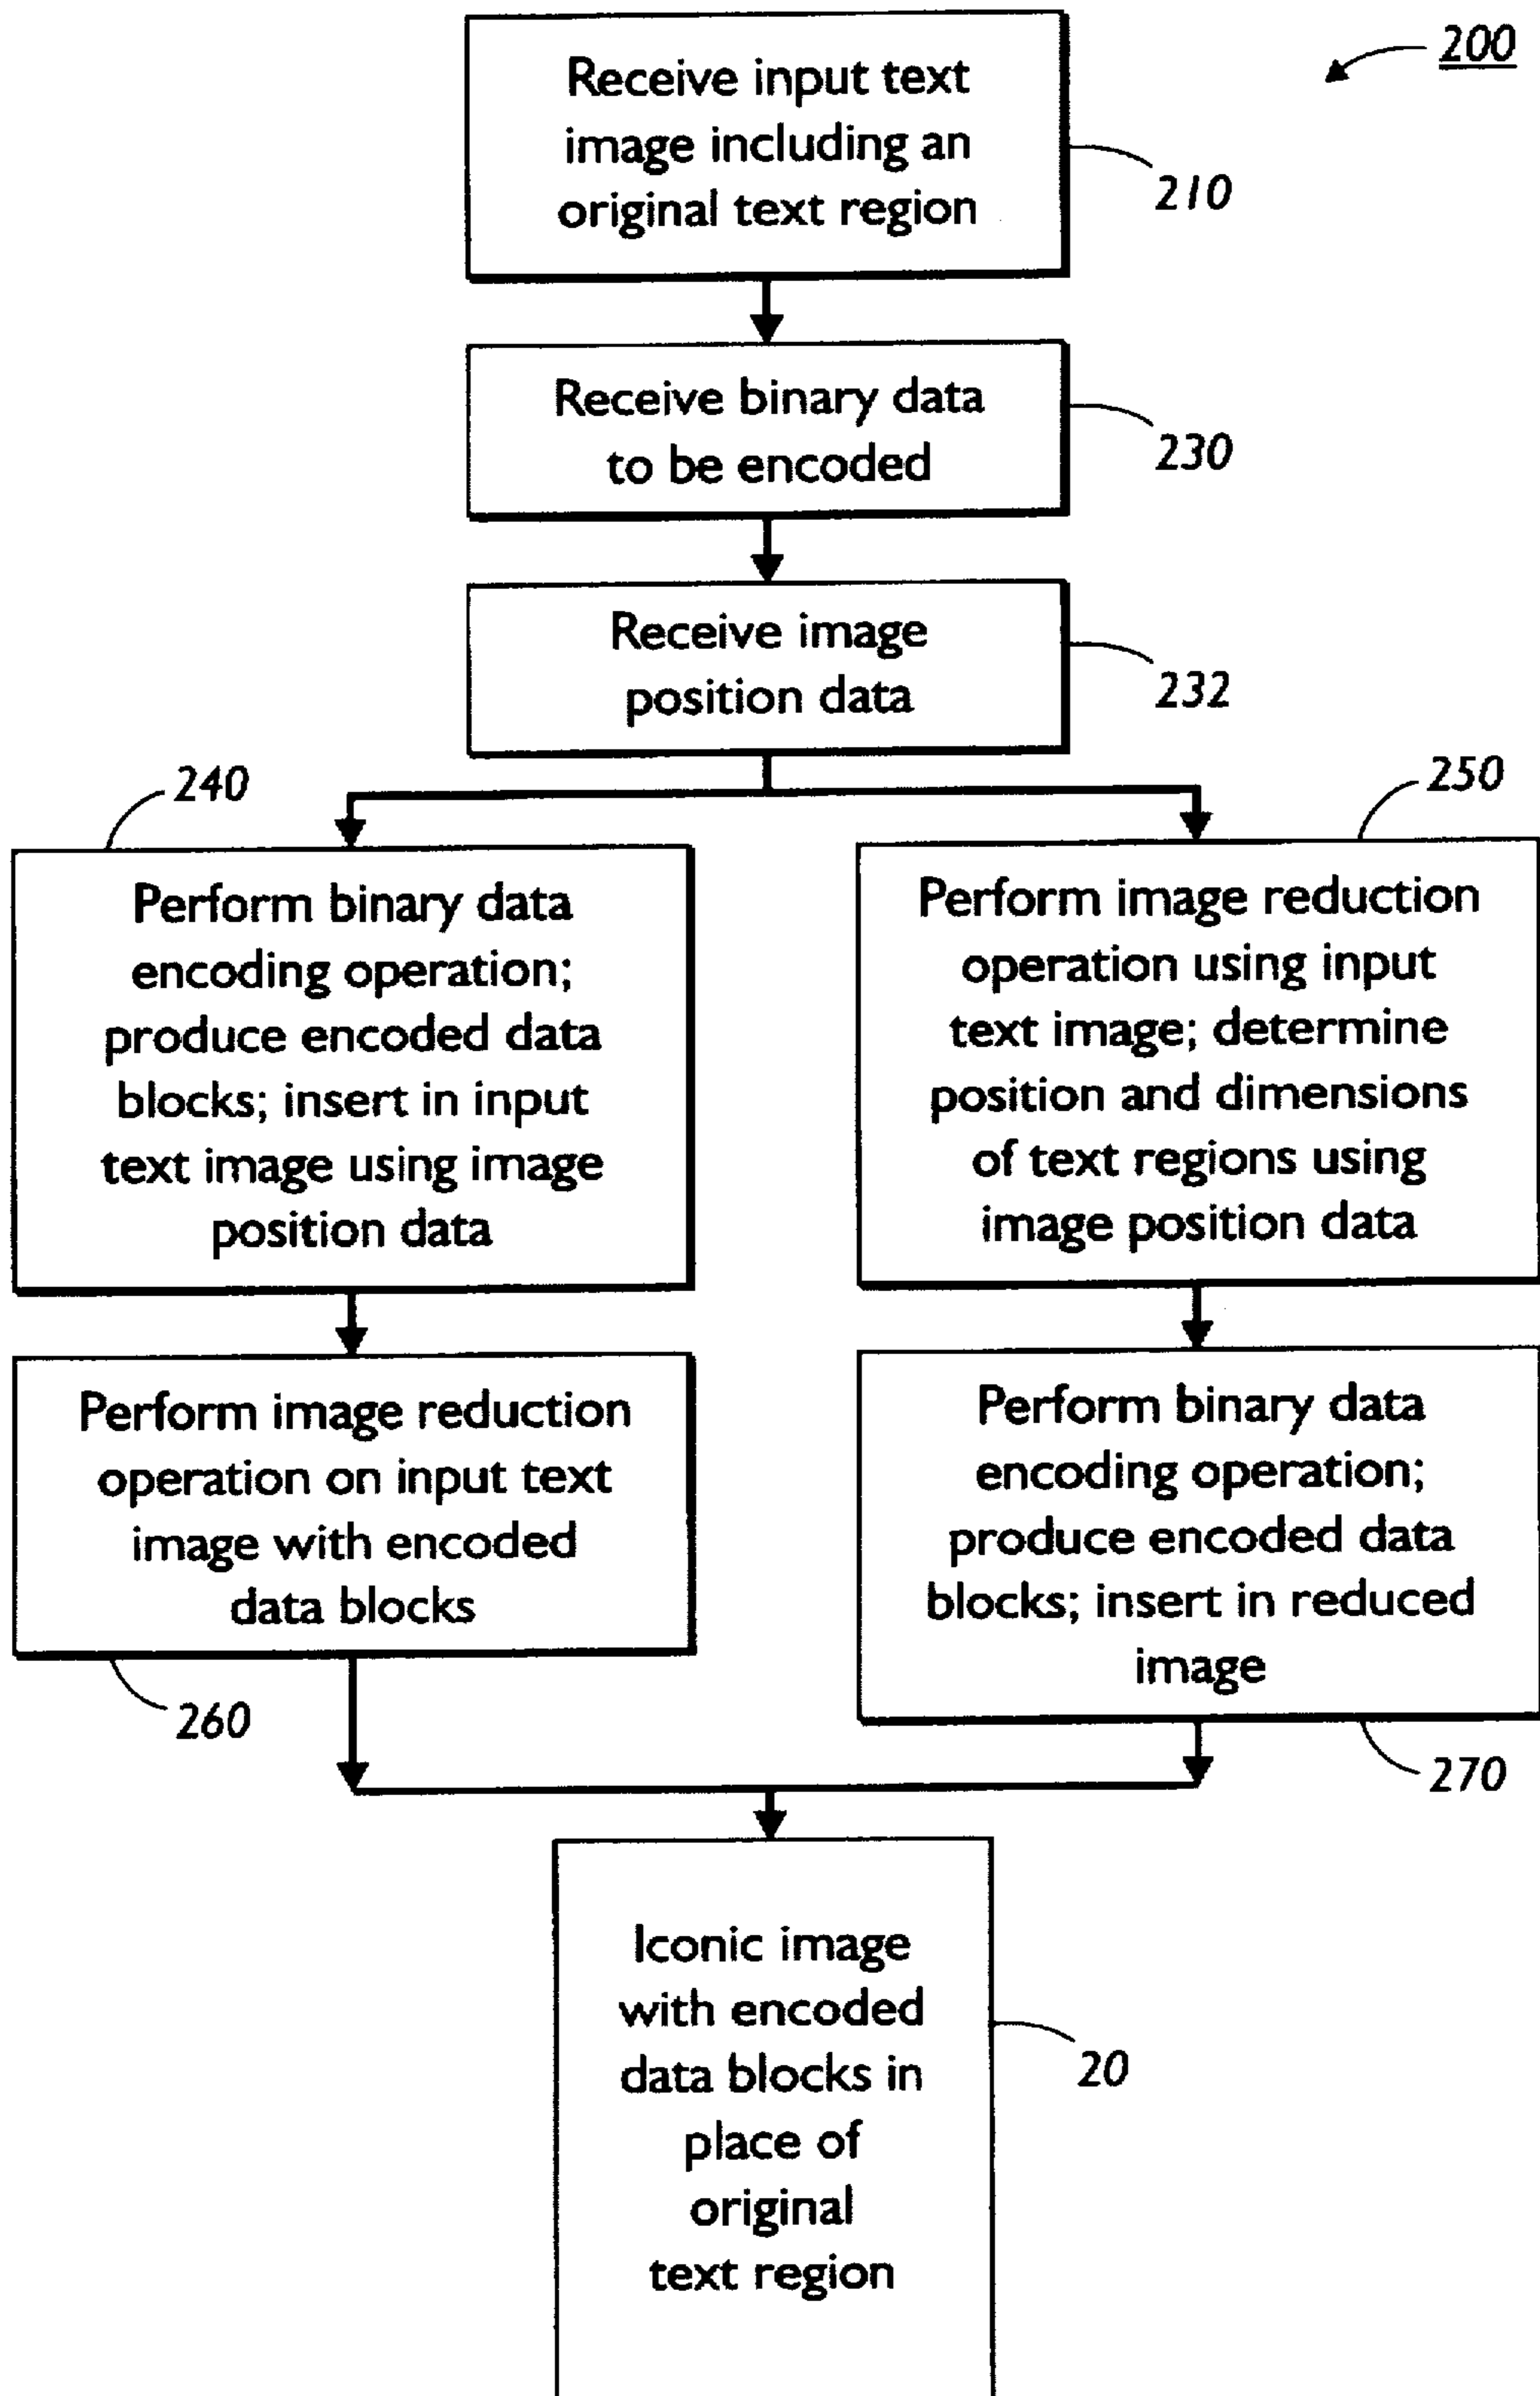 200
Receive input text
image including an
original text region
210
Receive binary data
to be encoded
230
Receive image
position data
232
240
Perform binary data
encoding operation;
produce encoded data
blocks; insert in input
text image using image
position data
250
Perform image reduction
operation using input
text image; determine
position and dimensions
of text regions using
image position data
Perform image reduction
operation on input text
image with encoded
data blocks
260
Perform binary data
encoding operation;
produce encoded data
blocks; insert in reduced
image
270
Iconic image
with encoded
data blocks in
place of
original
text region
20